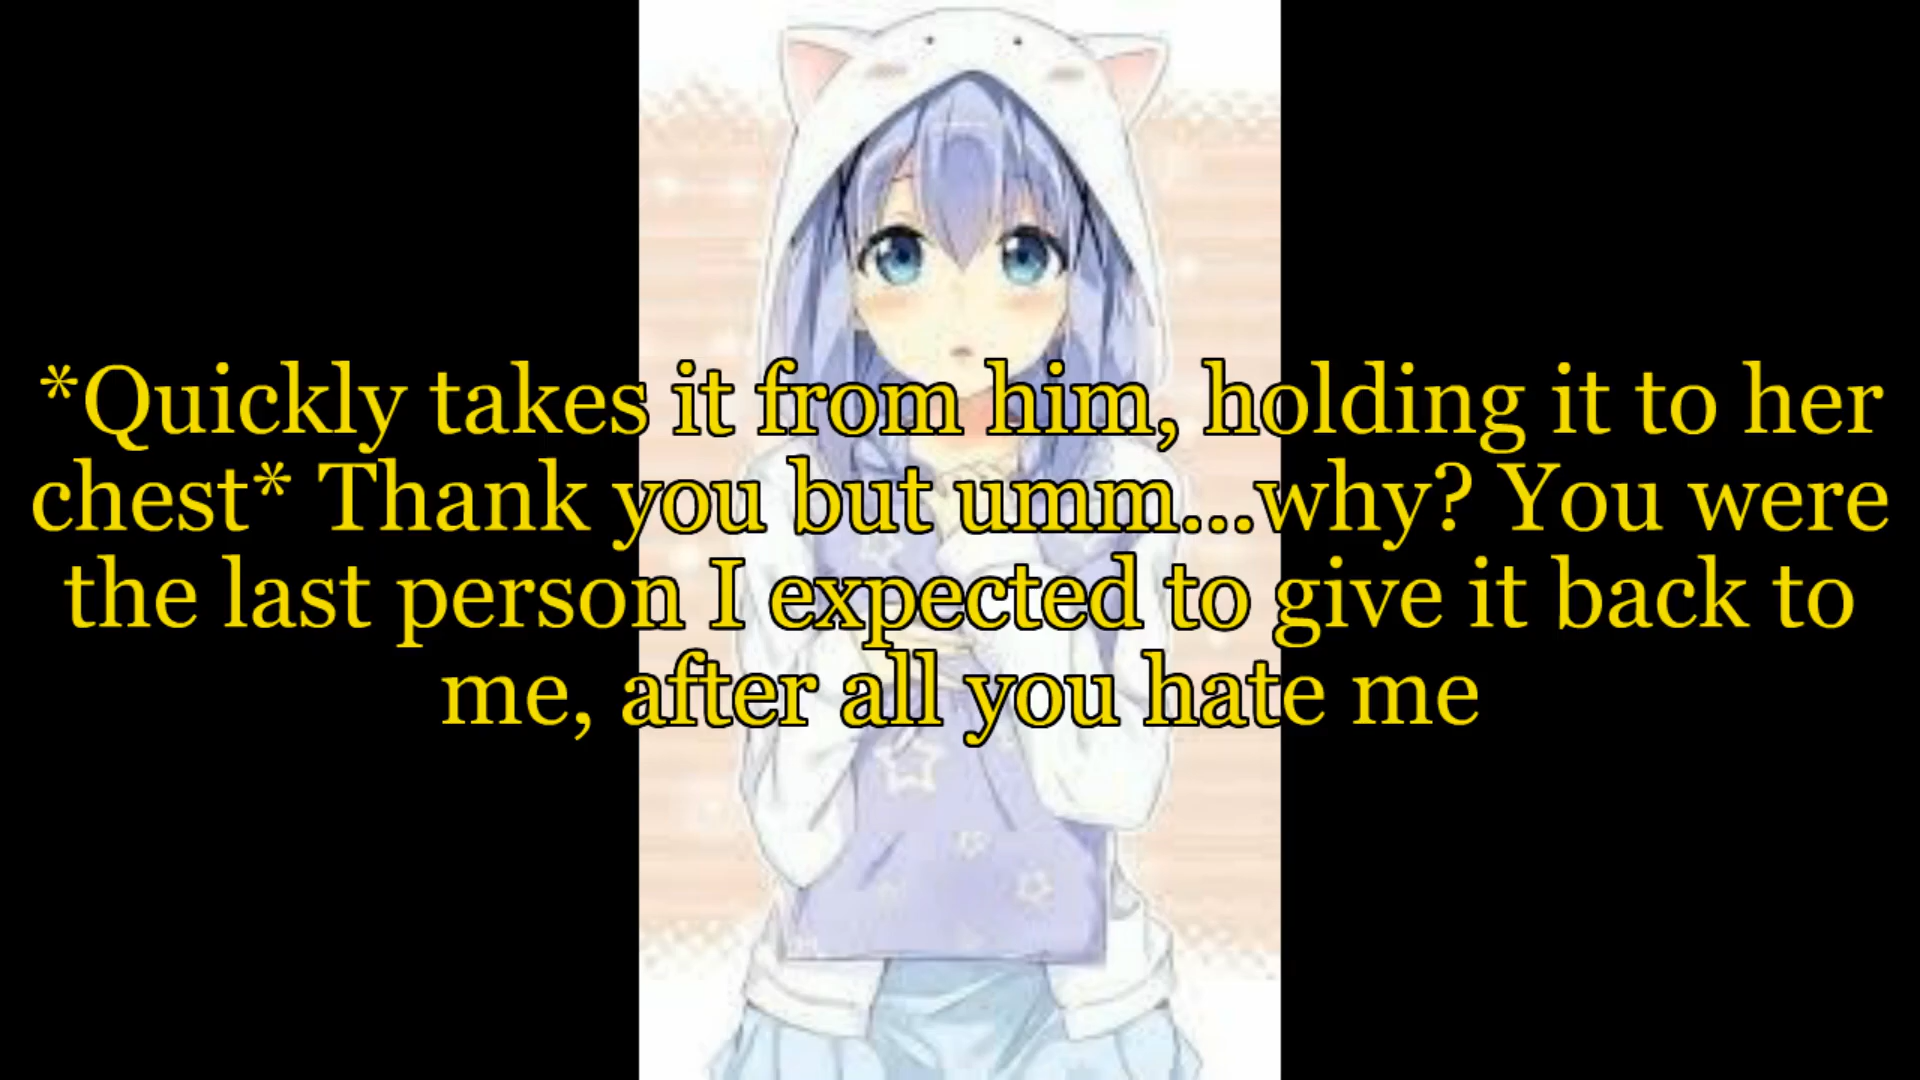 *Quickly takes it from him, holding it to her
chest* Thank you but umm...why? You were
the last person I expected to give it back to
me, after all you hate me